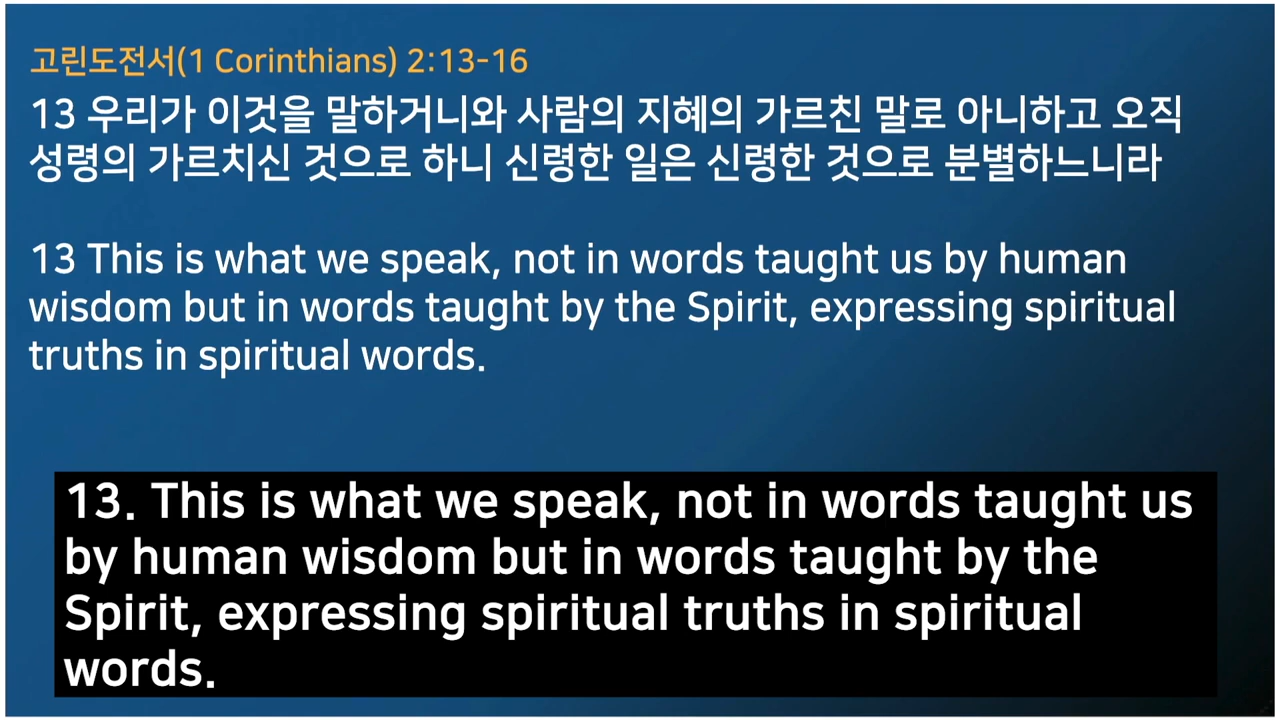 고린도전서(1 Corinthians) 2:13-16
13 우리가 이것을 말하거니와 사람의 지혜의 가르친 말로 아니하고 오직
성령의 가르치신 것으로 하니 신령한 일은 신령한 것으로 분별하느니라
13 This is what we speak, not in words taught us by human
wisdom but in words taught by the Spirit, expressing spiritual
truths in spiritual words.
13. This is what we speak, not in words taught us
by human wisdom but in words taught by the
Spirit, expressing spiritual truths in spiritual
words.